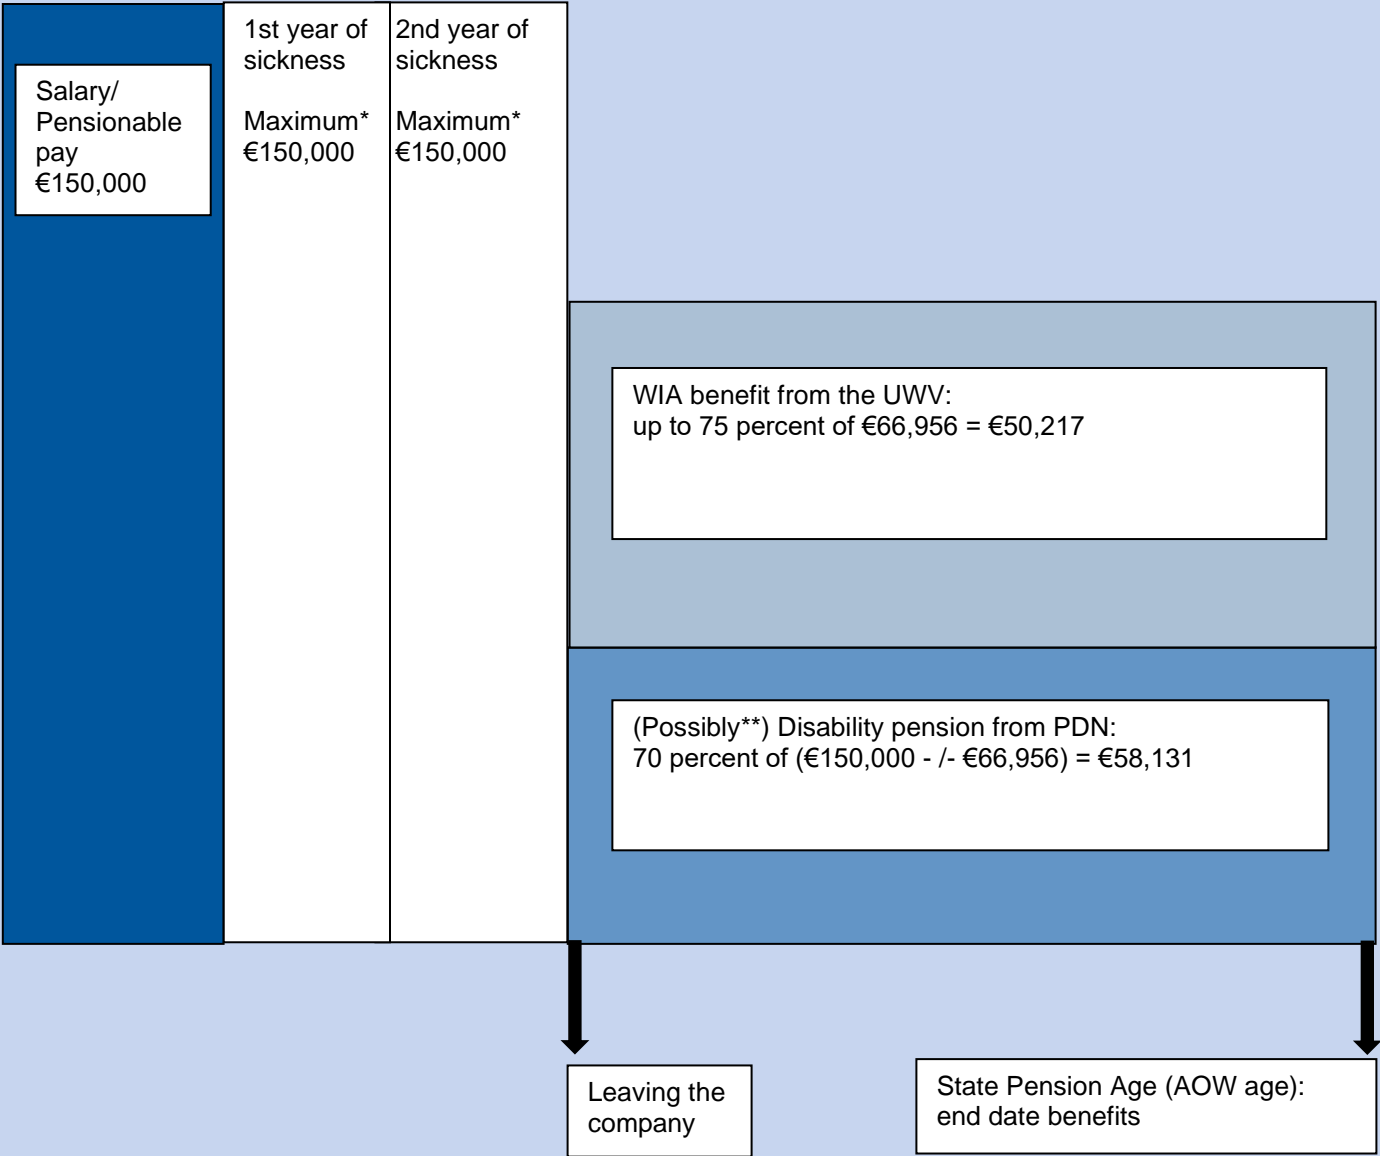 Salary/
Pensionable
pay
€150,000
1st year of
sickness
Maximum*
€150,000
2nd year of
sickness
Maximum*
€150,000
WIA benefit from the UWV:
up to 75 percent of €66,956 = €50,217
(Possibly**) Disability pension from PDN:
70 percent of (€150,000 - /- €66,956) = €58,131
Leaving the
company
State Pension Age (AOW age):
end date benefits